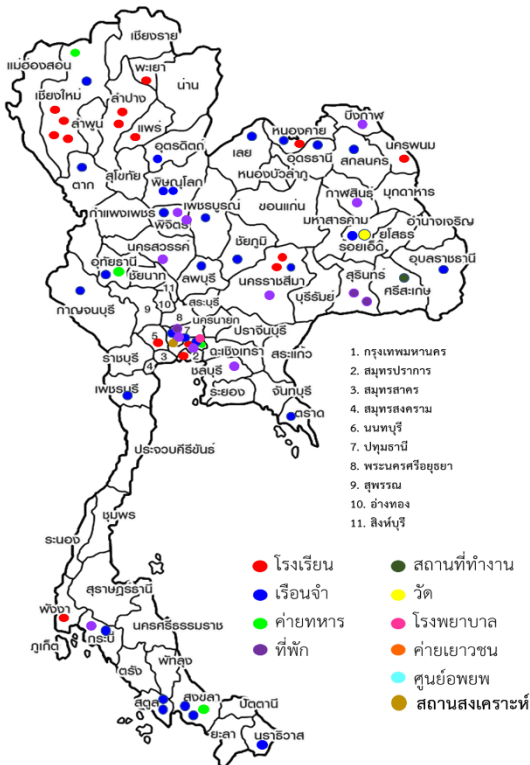 เชียงราย
แม่ฮ่องสอน
พะเยา
น่าน
เชียงใหม่
ลำปาง
ลำพูน
แพร่
บึงกาฬ
หนองคาย
นครพนม
อุตรดิตถ์
เลย
อุดรธานี
สกลนคร
สุโขทัย
ตาก
หนองบัวลำภู
พิษณุโลก
กาฬสินธุ์
มุกดาหาร
กำแพงเพชร
เพชรบูรณ์
ขอนแก่น
พิจิตร
มหาสารคาม
อำนาจเจริญ
ยโสธร
ร้อยเอ็ด
นครสวรรค์
ชัยภูมิ
อุทัยธานี
อุบลราชธานี
ชัยนาท
ลพบุรี
สุรินทร์
นครราชสีมา
ศรีสะเกษ
กาญจนบุรี
11
บุรีรัมย์
9
10
สระบุรี
8
นครนายก
7
ปราจีนบุรี
5
ฉะเชิงเทรา
สระแก้ว
ราชบุรี
3
2
4
ชลบุรี
เพชรบุรี
ระยอง
จันทบุรี
ตราด
ประจวบคีรีขันธ์
1. กรุงเทพมหานคร
2. สมุทรปราการ
3. สมุทรสาคร
4. สมุทรสงคราม
6. นนทบุรี
7. ปทุมธานี
8. พระนครศรีอยุธยา
9. สุพรรณ
10. อ่างทอง
11. สิงห์บุรี
ชุมพร
ระนอง
สุราษฎร์ธานี
พังงา
นครศรีธรรมราช
ภูเก็ต
กระบี่
ตรัง
พัทลุง
สตูล
สงขลา
ปัตตานี
ยะลา
นราธิวาส
โรงเรียน
เรือนจำ
ค่ายทหาร
ที่พัก
สถานที่ทำงาน
วัด
โรงพยาบาล
ค่ายเยาวชน
ศูนย์อพยพ
สถานสงเคราะห์